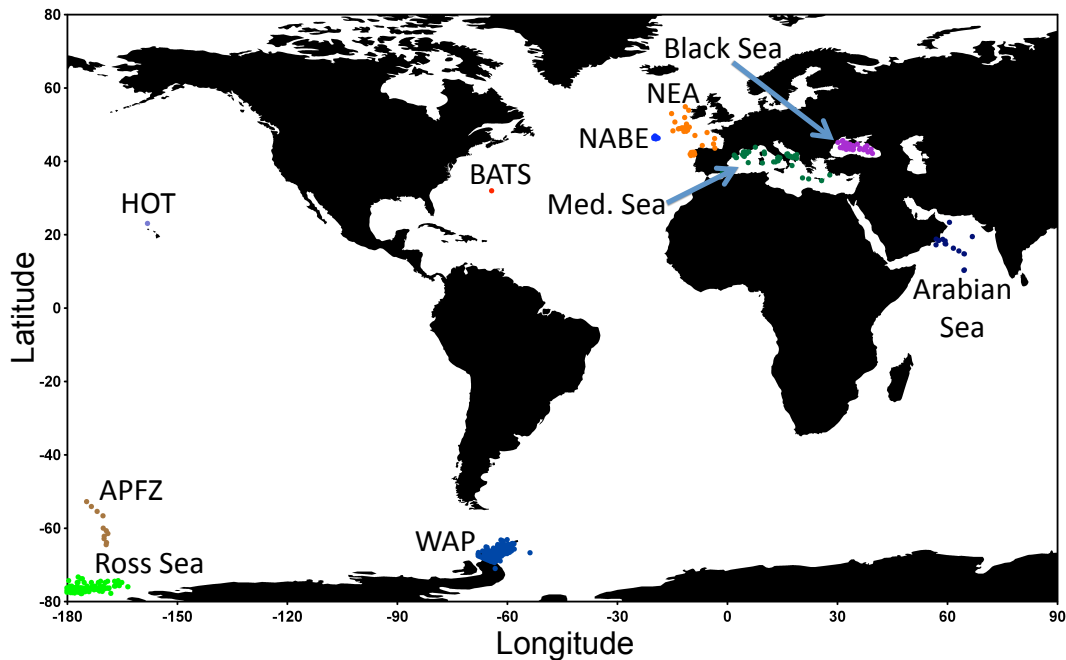 80
60
40
20
0
-20
-40
-60
-80
Latitude
Black Sea
NEA
NABE
BATS
Med. Sea
HOT
Arabian
Sea
APFZ
WAP
Ross Sea
-180
-150
-120
-90
-60
-30
0
30
60
90
Longitude